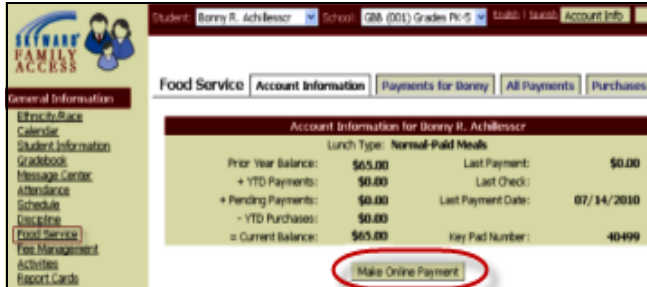 Student: Bonny R. Achillesscr School: GBB (001) Grades PK-5 English | Spanish Account Info
SKYWARD
FAMILY
ACCESS
Food Service Account Information Payments for Bonny All Payments Purchases
General Information
Ethnicity/Race
Calendar
Student Information
Gradebook
Message Center
Attendance
Schedule
Discipline
Food Service
Fee Management
Activities
Report Cards
Account Information for Bonny R. Achillesscr
Lunch Type: Normal-Paid Meals
Prior Year Balance: $65.00 Last Payment: $0.00
+ YTD Payments: $0.00 Last Check:
+ Pending Payments: $0.00 Last Payment Date: 07/14/2010
- YTD Purchases: $0.00
= Current Balance: $65.00 Key Pad Number: 40499
Make Online Payment